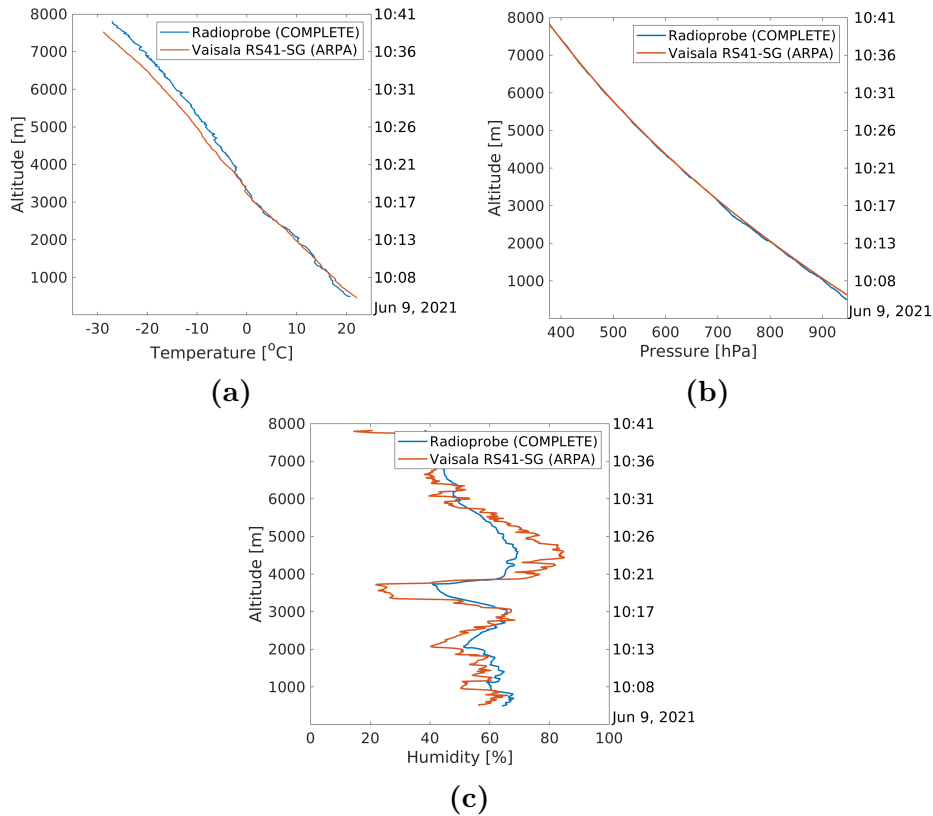 8000
7000
6000
5000
4000
3000
2000
1000
Altitude [m]
-30 -20 -10 0 10 20
Temperature [°C]
Radioprobe (COMPLETE)
Vaisala RS41-SG (ARPA)
10:41
10:36
10:31
10:26
10:21
10:17
10:13
10:08
Jun 9, 2021
(a)
8000
7000
6000
5000
4000
3000
2000
1000
Altitude [m]
400 500 600 700 800 900
Pressure [hPa]
Radioprobe (COMPLETE)
Vaisala RS41-SG (ARPA)
10:41
10:36
10:31
10:26
10:21
10:17
10:13
10:08
Jun 9, 2021
(b)
8000
7000
6000
5000
4000
3000
2000
1000
Altitude [m]
0 20 40 60 80 100
Humidity [%]
Radioprobe (COMPLETE)
Vaisala RS41-SG (ARPA)
10:41
10:36
10:31
10:26
10:21
10:17
10:13
10:08
Jun 9, 2021
(c)